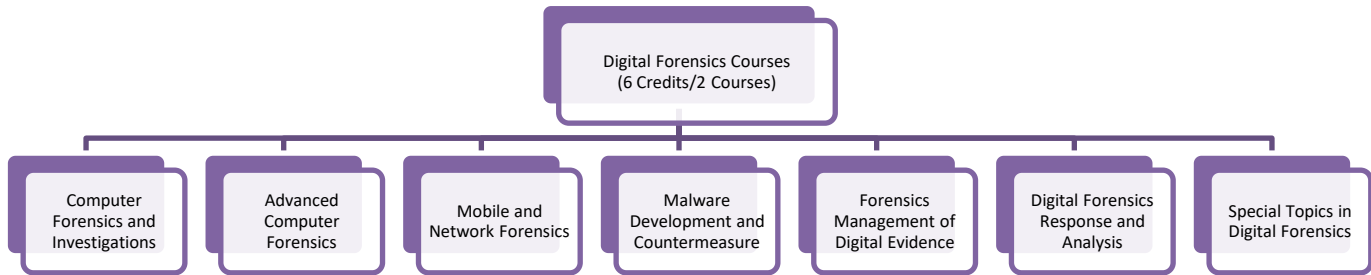 Digital Forensics Courses
(6 Credits/2 Courses)
Computer
Forensics and
Investigations
Advanced
Computer
Forensics
Mobile and
Network Forensics
Malware
Development and
Countermeasure
Forensics
Management of
Digital Evidence
Digital Forensics
Response and
Analysis
Special Topics in
Digital Forensics